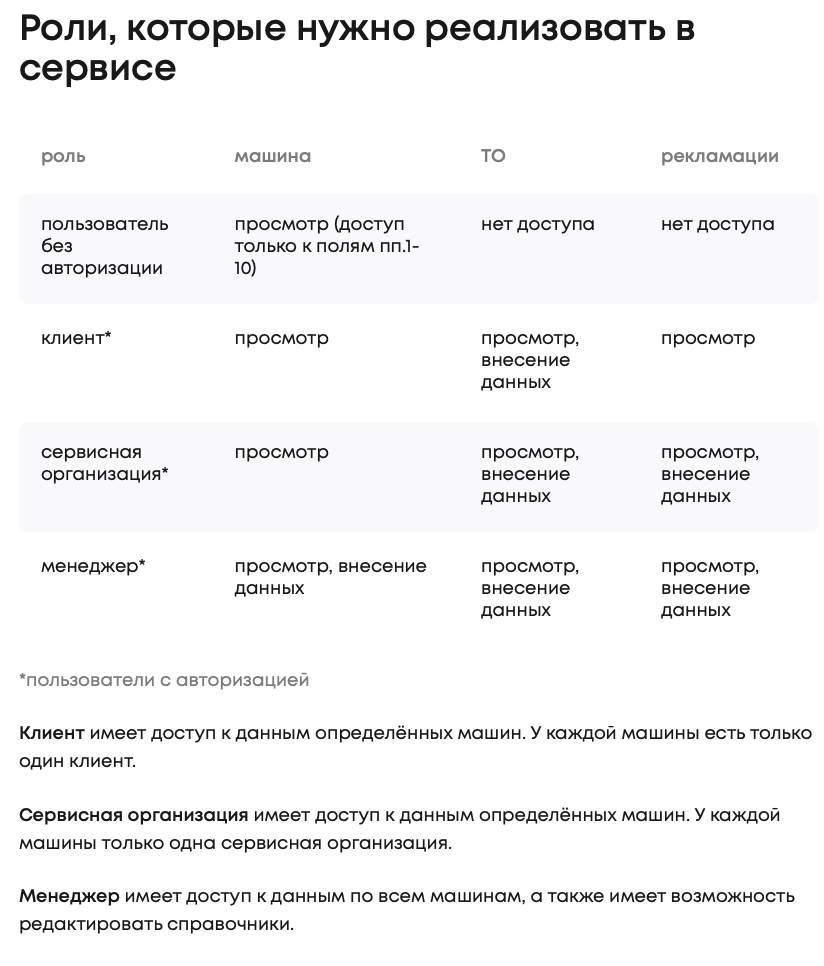 Роли, которые нужно реализовать в
сервисе
роль машина ТО рекламации
пользователь просмотр (доступ нет доступа нет доступа
без только к полям пп.1-
авторизации 10)
клиент* просмотр просмотр, просмотр
внесение
данных
сервисная просмотр просмотр, просмотр,
организация* внесение внесение
данных данных
менеджер* просмотр, внесение просмотр, просмотр,
данных внесение внесение
данных данных
*пользователи с авторизацией
Клиент имеет доступ к данным определённых машин. У каждой машины есть только
один клиент.
Сервисная организация имеет доступ к данным определённых машин. У каждой
машины только одна сервисная организация.
Менеджер имеет доступ к данным по всем машинам, а также имеет возможность
редактировать справочники.